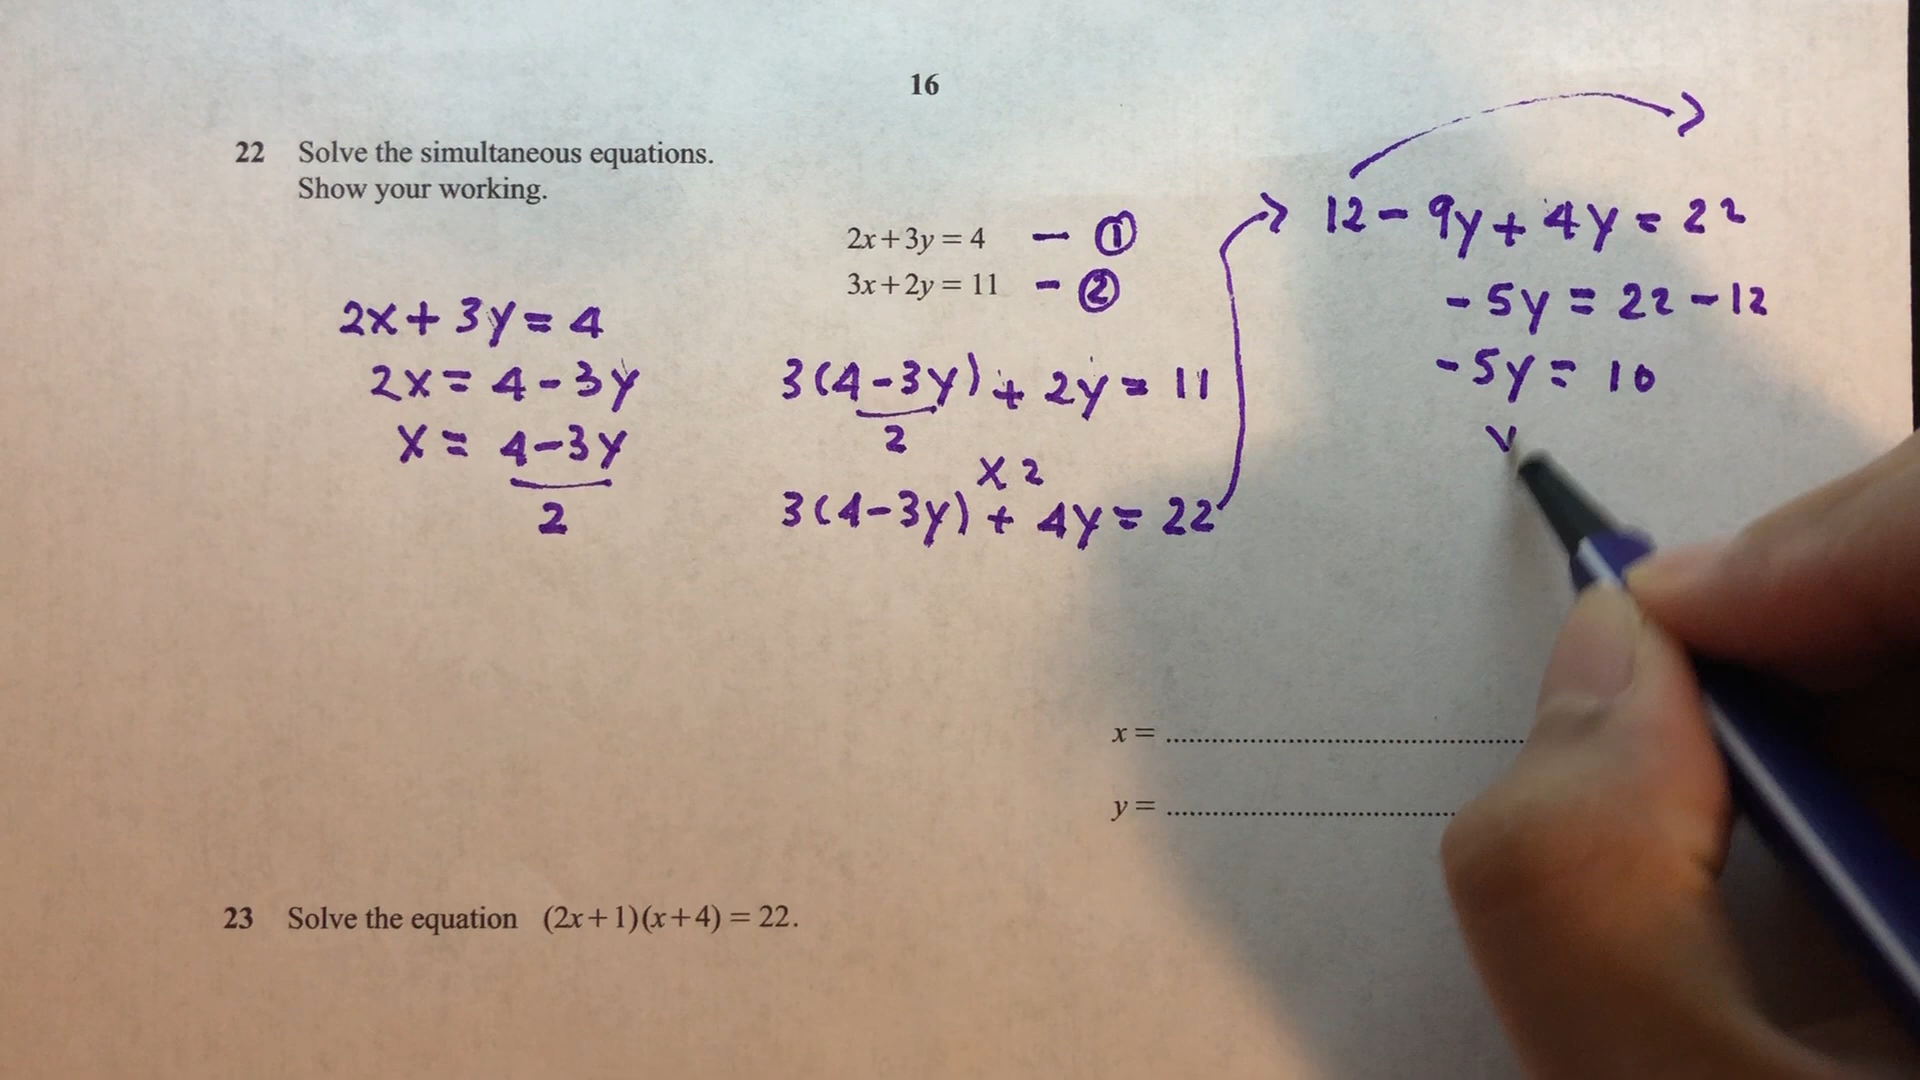 16
22 Solve the simultaneous equations.
Show your working.
2x+3y = 4 — ①
3x+2y = 11 — ②
2x + 3y = 4
2x = 4 - 3y
x = 4-3y
2
3(4-3y) + 2y = 11
2
x 2
3(4-3y) + 4y = 22
12 - 9y + 4y = 22
-5y = 22 - 12
-5y = 10
x = ................................................
y = ......................................
23 Solve the equation (2x+1)(x+4) = 22.